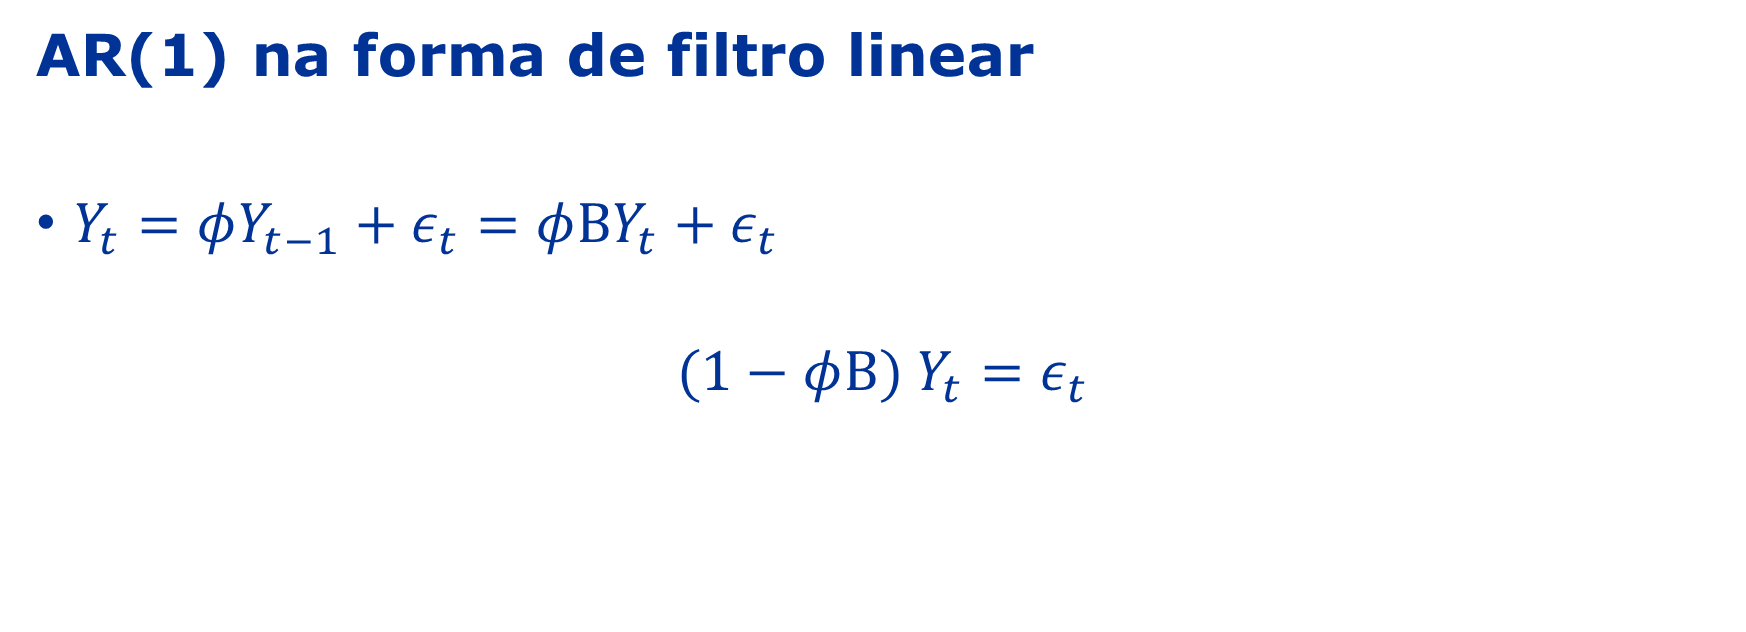 AR(1) na forma de filtro linear
• Yₜ = ϕYₜ₋₁ + ϵₜ = ϕBYₜ + ϵₜ
(1 − ϕB) Yₜ = ϵₜ